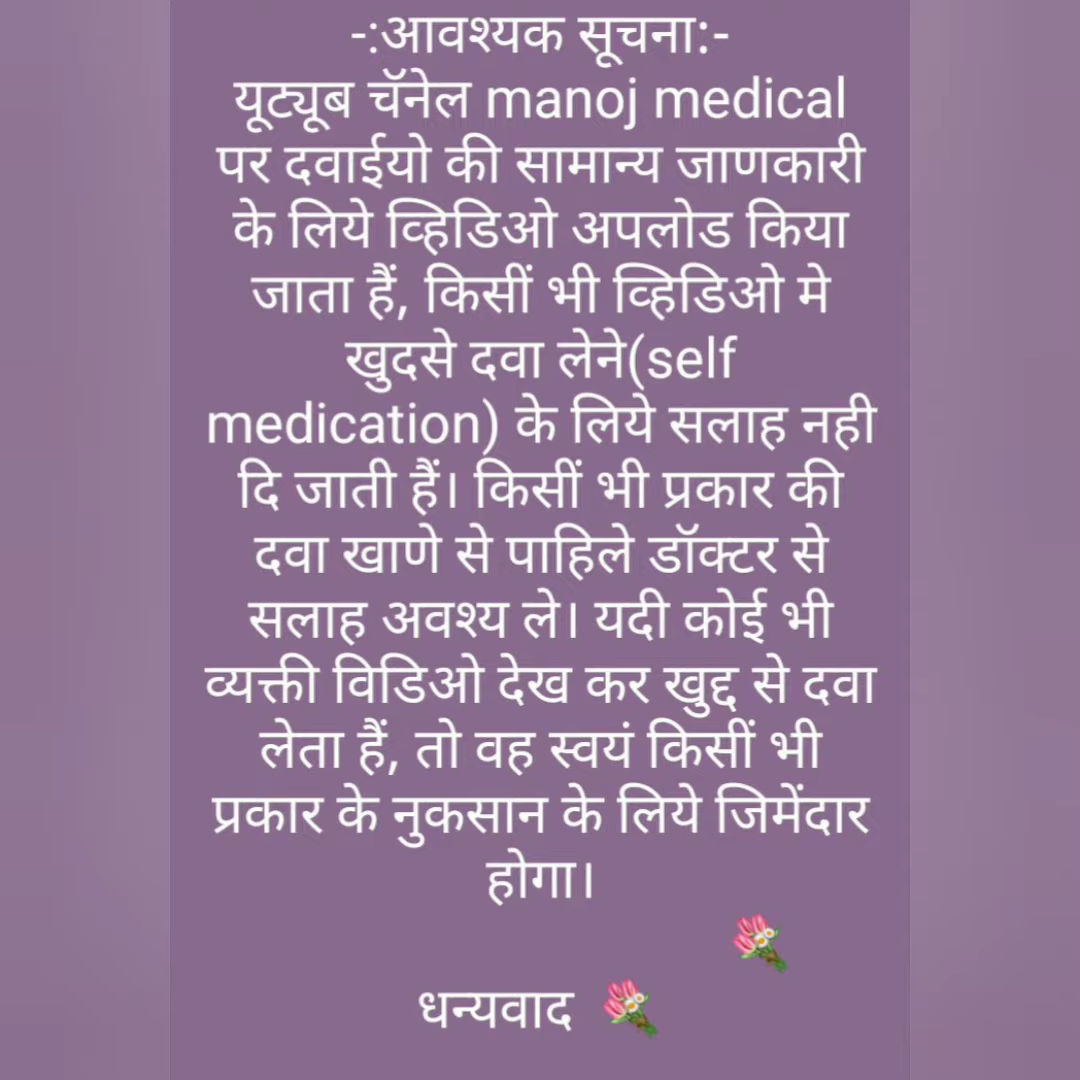 -:आवश्यक सूचना:-
यूट्यूब चॅनेल manoj medical
पर दवाईयो की सामान्य जाणकारी
के लिये व्हिडिओ अपलोड किया
जाता हैं, किसीं भी व्हिडिओ मे
खुदसे दवा लेने(self
medication) के लिये सलाह नही
दि जाती हैं। किसीं भी प्रकार की
दवा खाणे से पाहिले डॉक्टर से
सलाह अवश्य ले। यदी कोई भी
व्यक्ती विडिओ देख कर खुद्द से दवा
लेता हैं, तो वह स्वयं किसीं भी
प्रकार के नुकसान के लिये जिमेंदार
होगा।
धन्यवाद